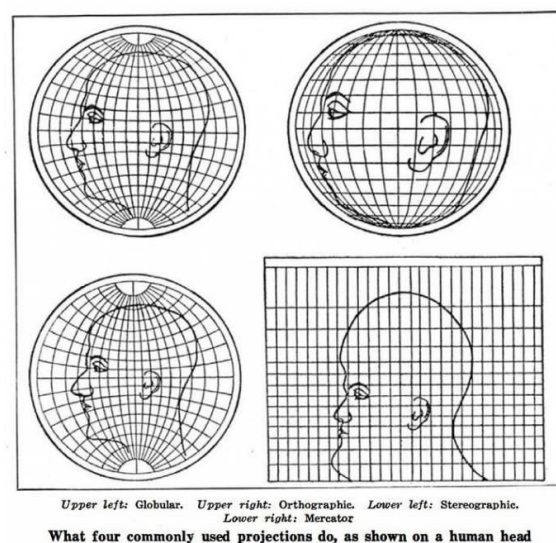 Upper left: Globular. Upper right: Orthographic. Lower left: Stereographic.
Lower right: Mercator
What four commonly used projections do, as shown on a human head